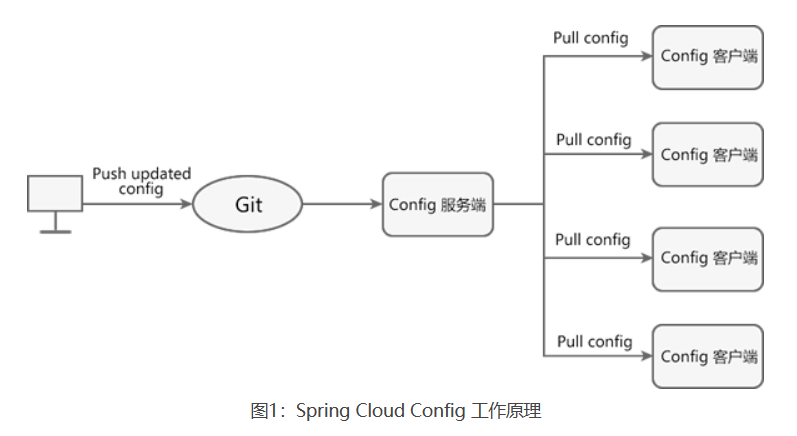 Pull config
Config 客户端
Push updated
config
Git
Config 服务端
Pull config
Config 客户端
Pull config
Config 客户端
Pull config
Config 客户端
图1：Spring Cloud Config 工作原理